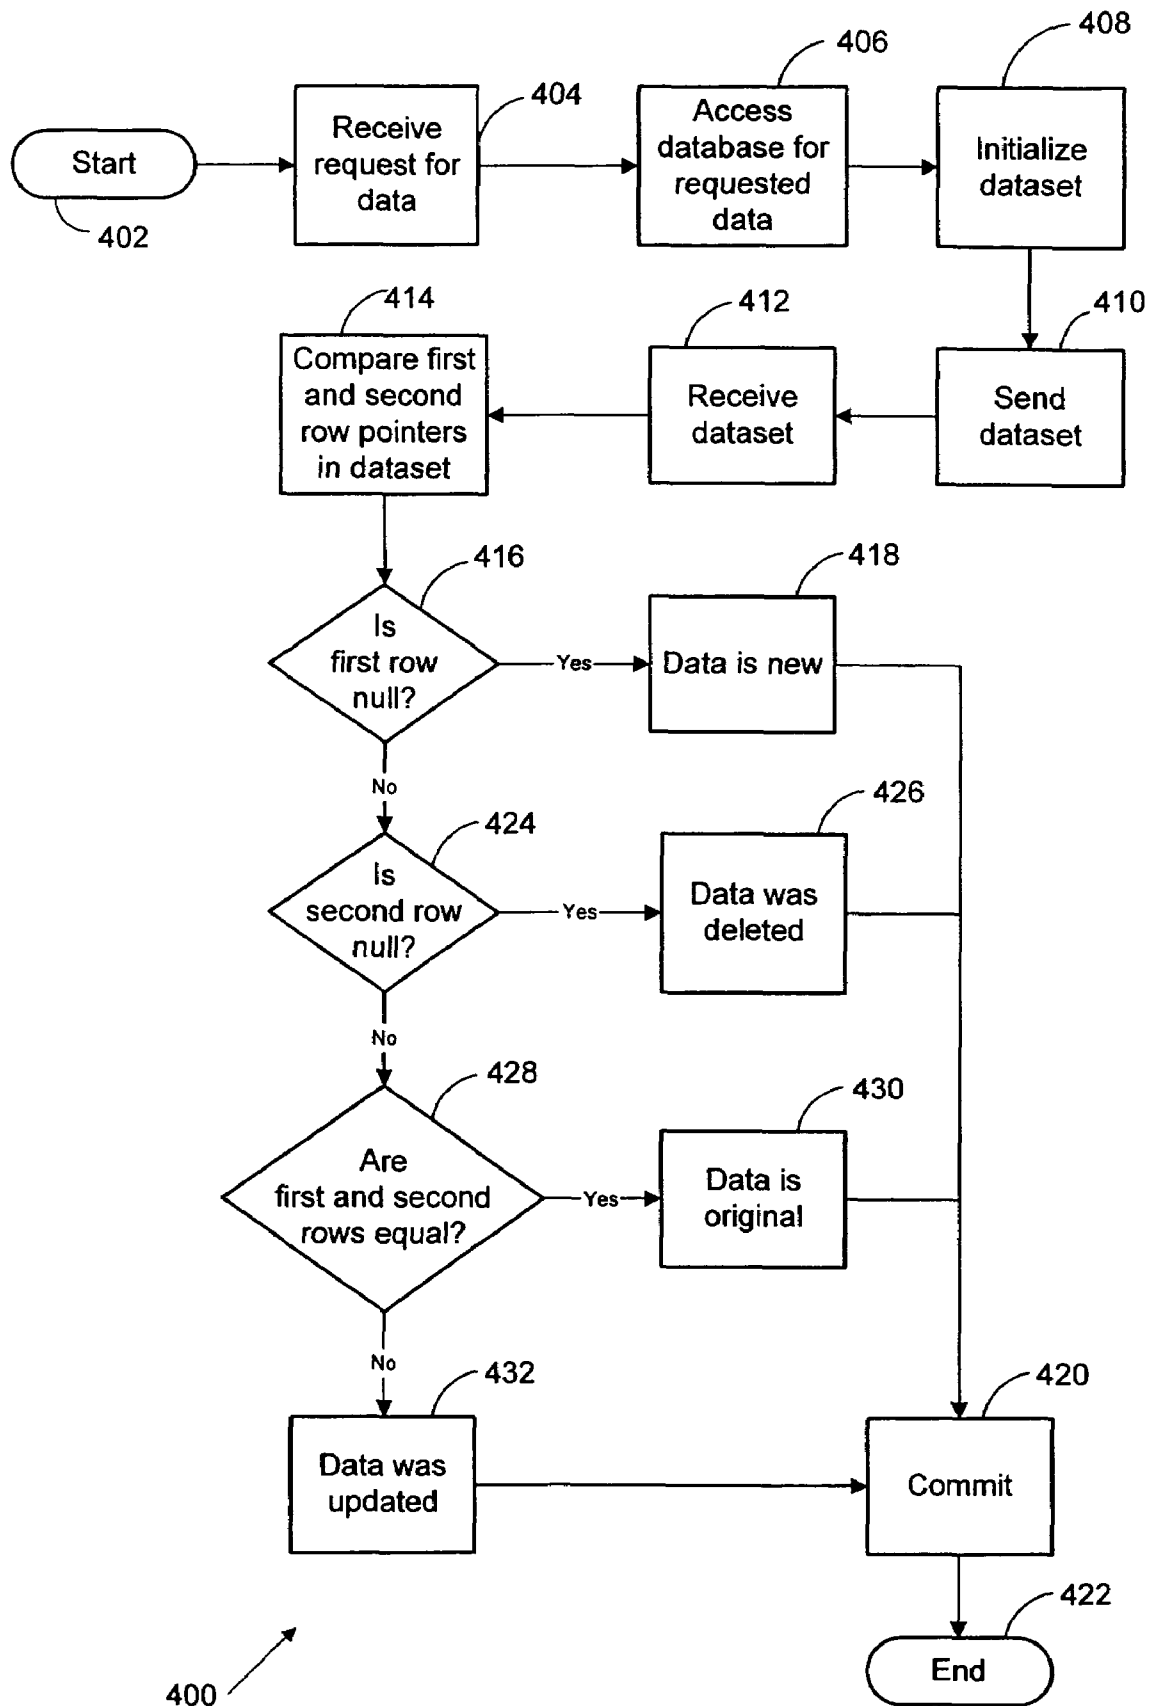 408
406
404
Start
Receive
request for
data
Access
database for
requested
data
Initialize
dataset
402
414
412
410
Compare first
and second
row pointers
in dataset
Receive
dataset
Send
dataset
416
418
Is
first row
null?
Yes
Data is new
No
424
426
Is
second row
null?
Yes
Data was
deleted
No
428
430
Are
first and second
rows equal?
Yes
Data is
original
No
432
420
Data was
updated
Commit
422
End
400